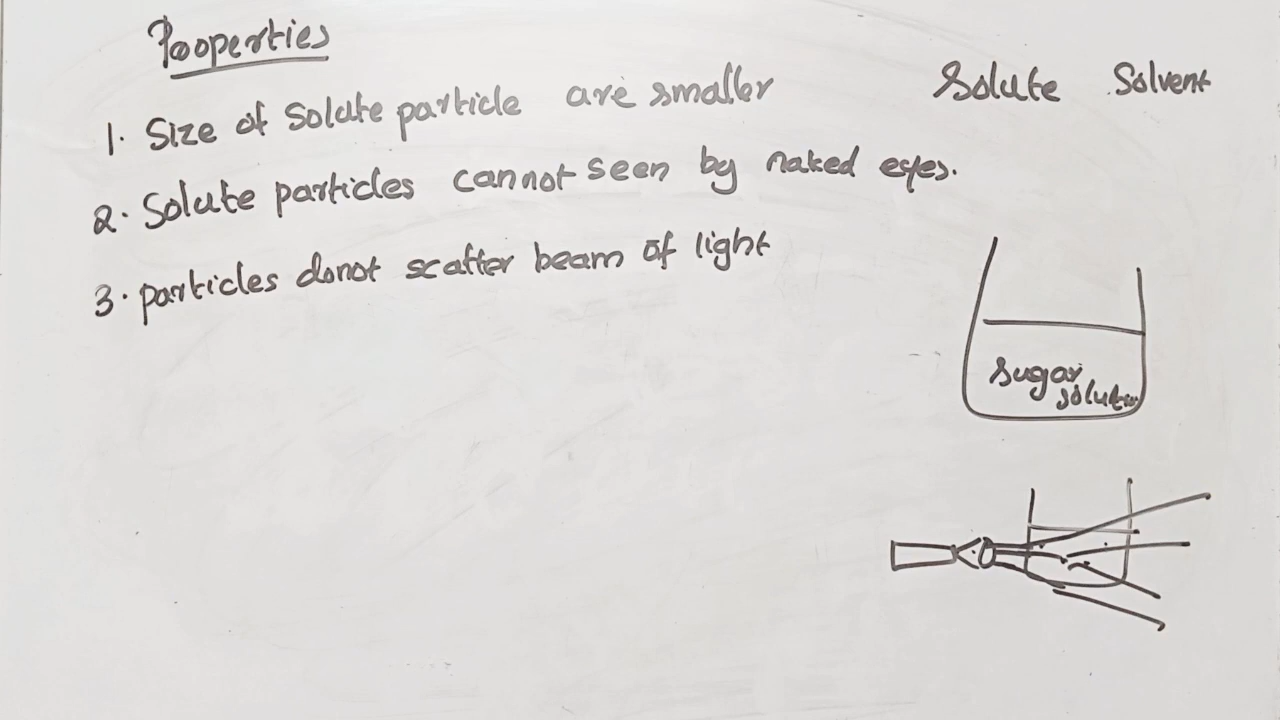 Properties
Solute Solvent
1. Size of Solute particle are smaller
2. Solute particles cannot seen by naked eyes.
3. particles donot scatter beam of light
Sugar
solution